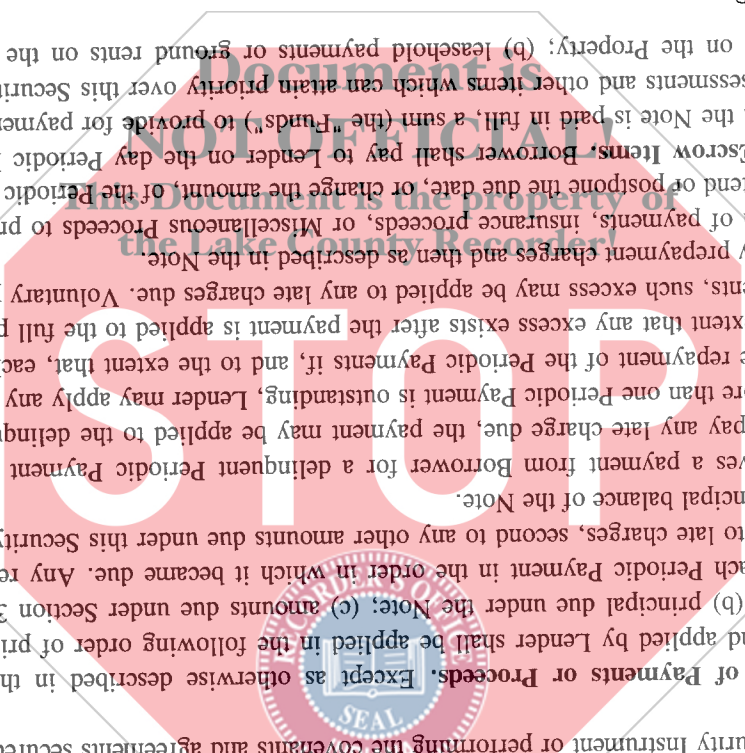 Document is
NOT OFFICIAL!
This Document is the property of
the Lake County Recorder!
STOP
RECORDER'S OFFICE
SEAL
urity Instrument or performing the covenants and agreements secured
of Payments or Proceeds. Except as otherwise described in th
nd applied by Lender shall be applied in the following order of pri
(b) principal due under the Note; (c) amounts due under Section 3
ach Periodic Payment in the order in which it became due. Any re
to late charges, second to any other amounts due under this Security
ncipal balance of the Note.
ves a payment from Borrower for a delinquent Periodic Payment
pay any late charge due, the payment may be applied to the delinqu
re than one Periodic Payment is outstanding, Lender may apply any
e repayment of the Periodic Payments if, and to the extent that, eac
xtent that any excess exists after the payment is applied to the full p
nts, such excess may be applied to any late charges due. Voluntary
y prepayment charges and then as described in the Note.
of payments, insurance proceeds, or Miscellaneous Proceeds to pr
tend or postpone the due date, or change the amount, of the Periodic
Escrow Items. Borrower shall pay to Lender on the day Periodic
the Note is paid in full, a sum (the "Funds") to provide for paymen
sessments and other items which can attain priority over this Securit
on the Property; (b) leasehold payments or ground rents on the